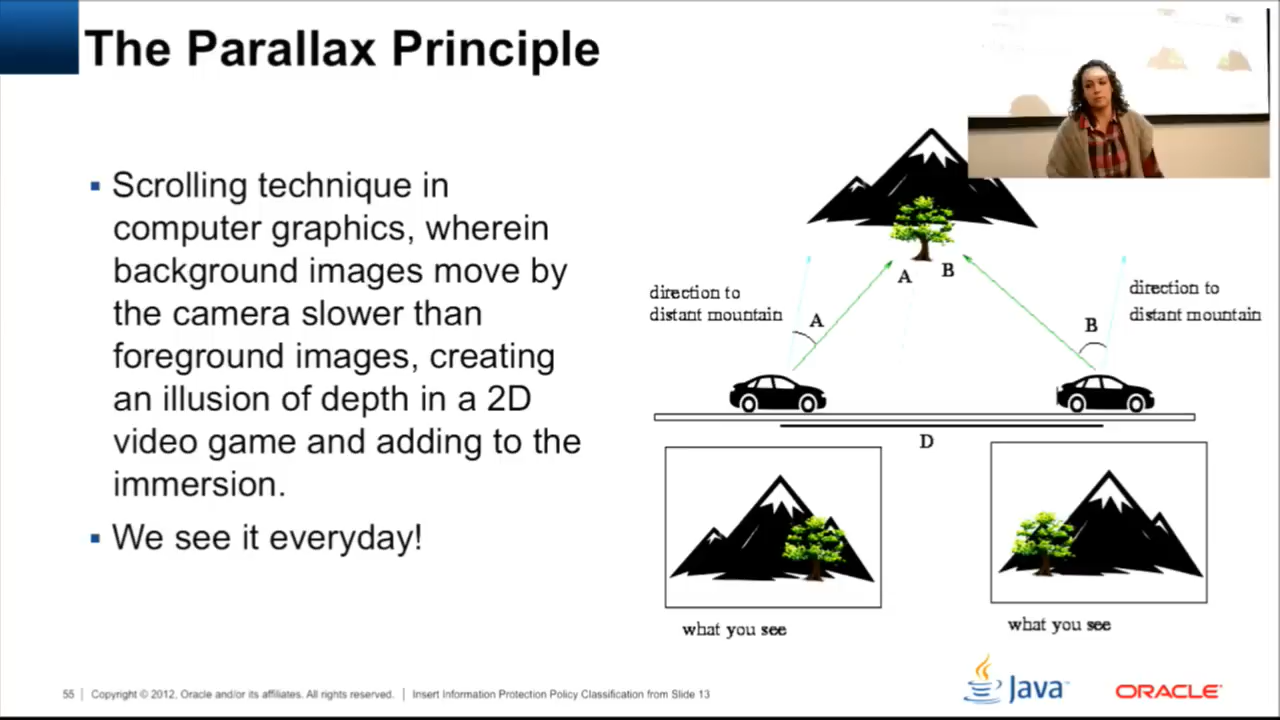 The Parallax Principle
Scrolling technique in
computer graphics, wherein
background images move by
the camera slower than
foreground images, creating
an illusion of depth in a 2D
video game and adding to the
immersion.
We see it everyday!
direction to
distant mountain
A
A
B
B
direction to
distant mountain
D
what you see
what you see
55
Copyright © 2012, Oracle and/or its affiliates. All rights reserved.
Insert Information Protection Policy Classification from Slide 13
Java™
ORACLE®